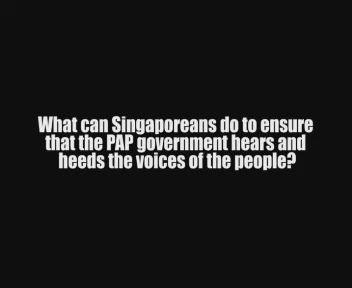 What can Singaporeans do to ensure
that the PAP government hears and
heeds the voices of the people?